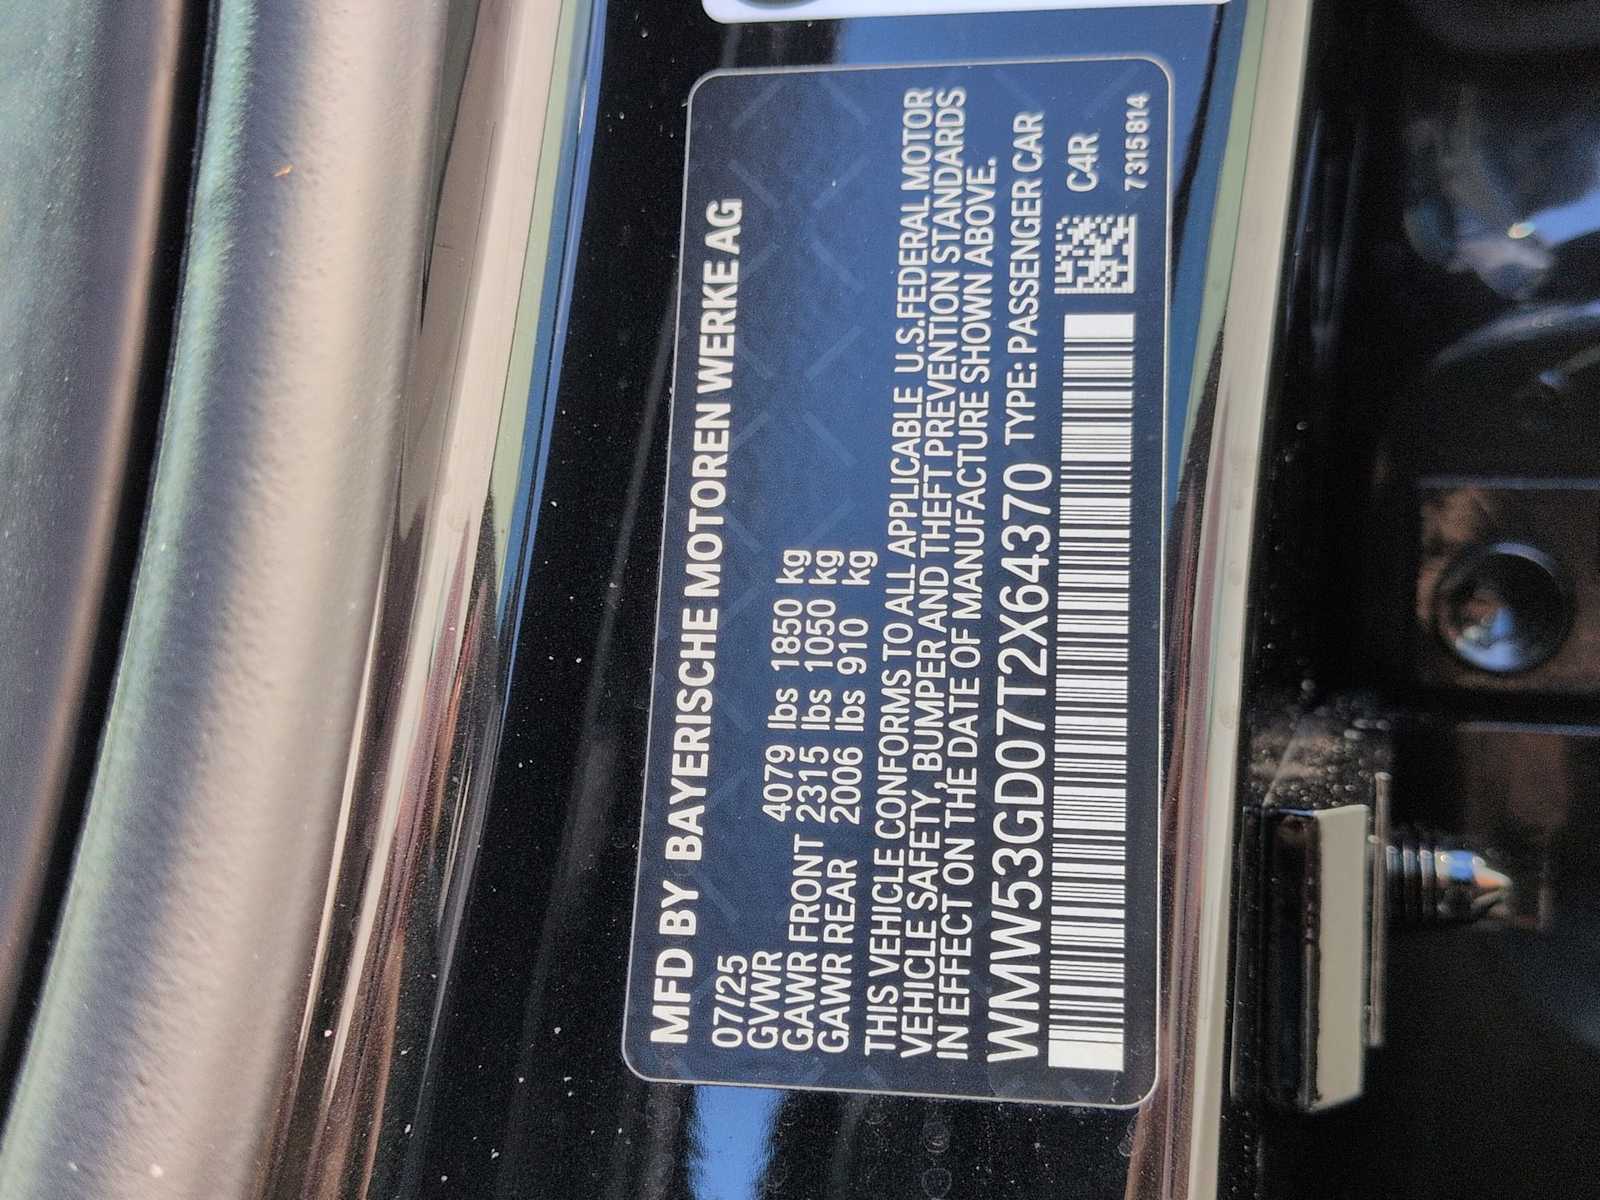 MFD BY BAYERISCHE MOTOREN WERKE AG
07/25
GVWR 4079 lbs 1850 kg
GAWR FRONT 2315 lbs 1050 kg
GAWR REAR 2006 lbs 910 kg
THIS VEHICLE CONFORMS TO ALL APPLICABLE U.S.FEDERAL MOTOR
VEHICLE SAFETY, BUMPER AND THEFT PREVENTION STANDARDS
IN EFFECT ON THE DATE OF MANUFACTURE SHOWN ABOVE.
WMW53GD07T2X64370 TYPE: PASSENGER CAR
C4R
7315814